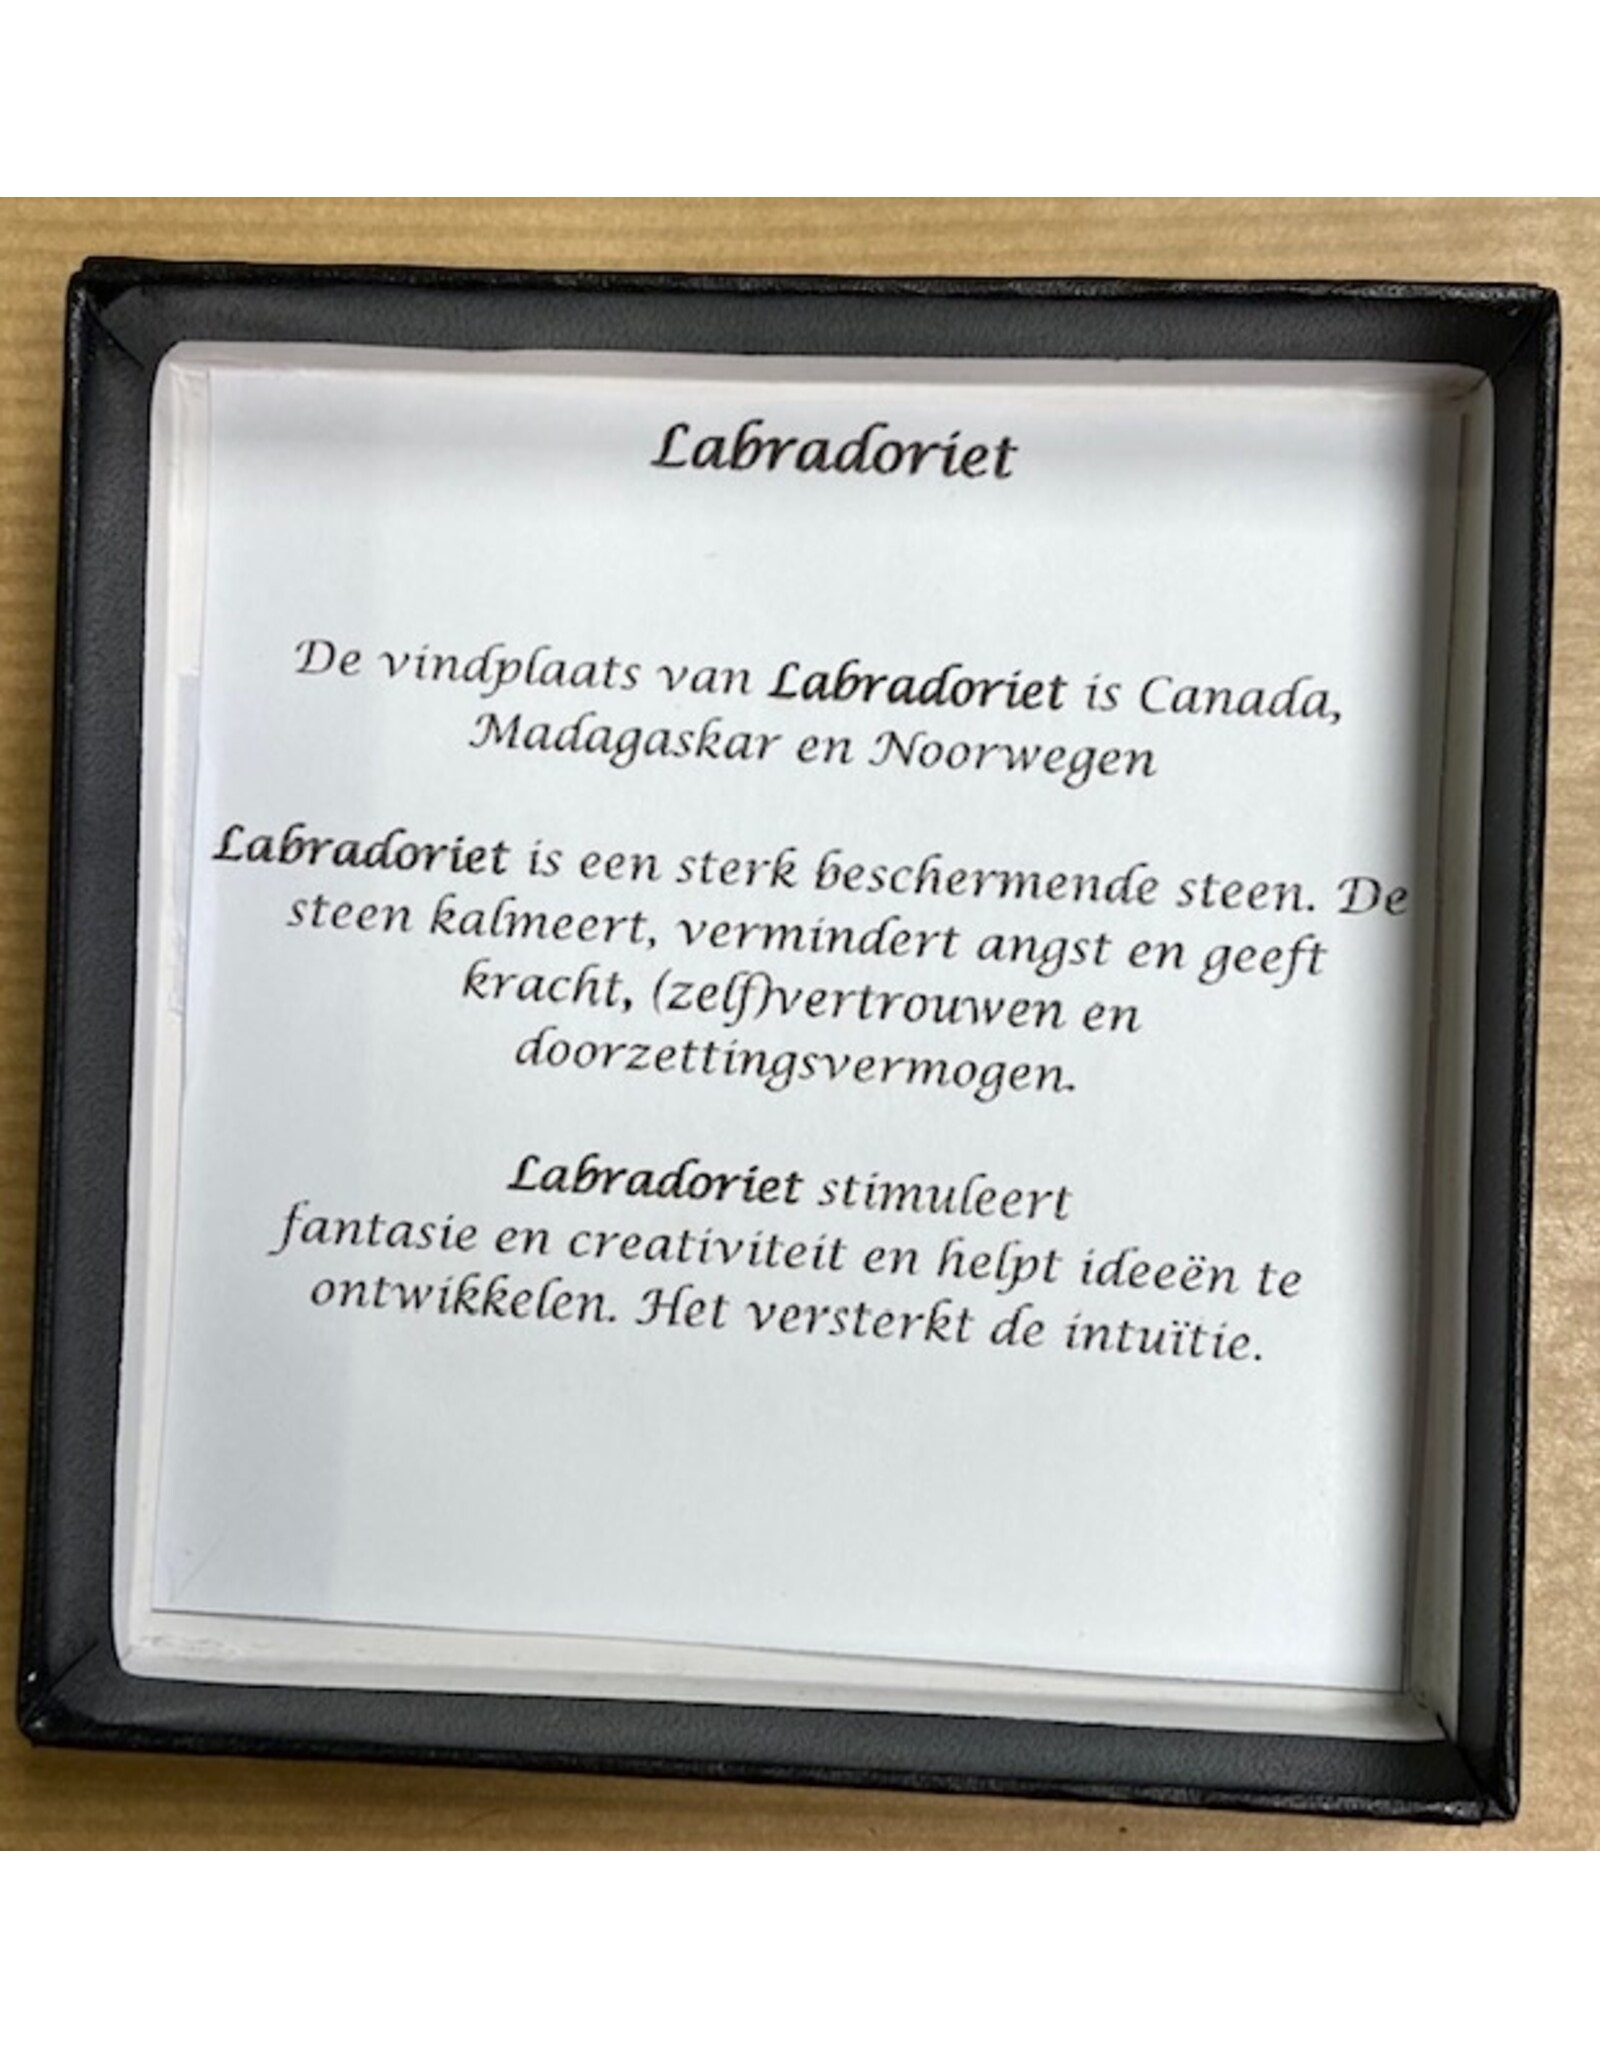 Labradoriet
De vindplaats van Labradoriet is Canada,
Madagaskar en Noorwegen
Labradoriet is een sterk beschermende steen. De
steen kalmeert, vermindert angst en geeft
kracht, (zelf)vertrouwen en
doorzettingsvermogen.
Labradoriet stimuleert
fantasie en creativiteit en helpt ideeën te
ontwikkelen. Het versterkt de intuïtie.